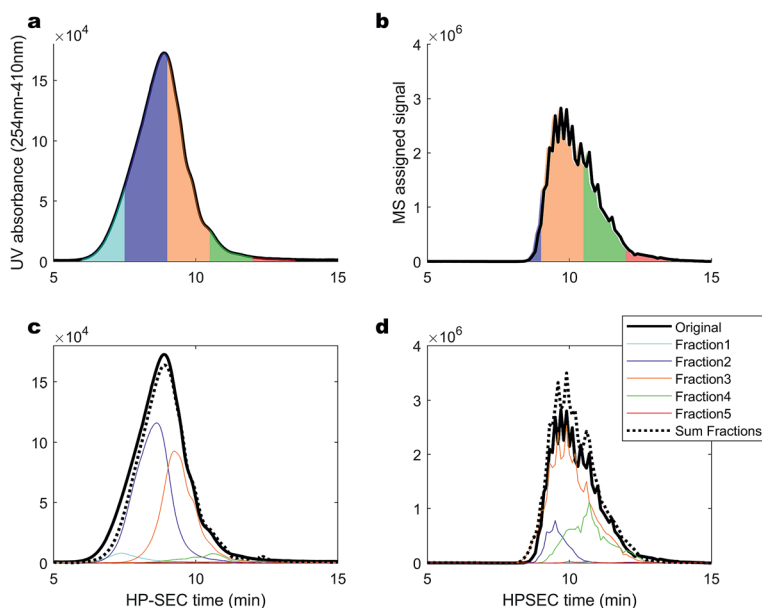 a
×10⁴
UV absorbance (254nm-410nm)
15
10
5
0
5
10
15
b
×10⁶
MS assigned signal
4
3
2
1
0
5
10
15
c
×10⁴
15
10
5
0
5
10
15
HP-SEC time (min)
d
×10⁶
4
3
2
1
0
5
10
15
HPSEC time (min)
Original
Fraction1
Fraction2
Fraction3
Fraction4
Fraction5
Sum Fractions